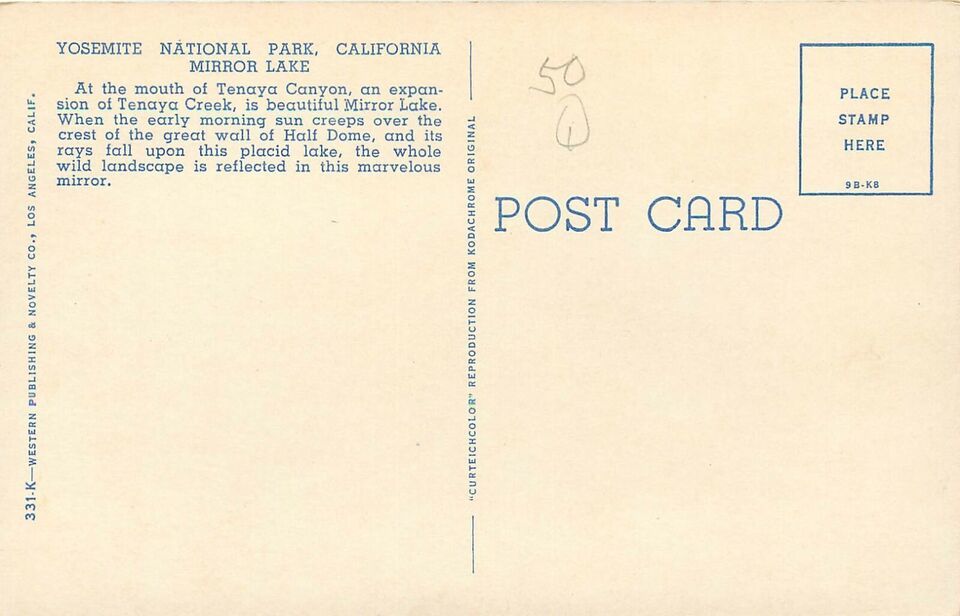 YOSEMITE NATIONAL PARK, CALIFORNIA
MIRROR LAKE
At the mouth of Tenaya Canyon, an expan-
sion of Tenaya Creek, is beautiful Mirror Lake.
When the early morning sun creeps over the
crest of the great wall of Half Dome, and its
rays fall upon this placid lake, the whole
wild landscape is reflected in this marvelous
mirror.
331-K—WESTERN PUBLISHING & NOVELTY CO., LOS ANGELES, CALIF.
"CURTEICHCOLOR" REPRODUCTION FROM KODACHROME ORIGINAL
50
1
POST CARD
PLACE
STAMP
HERE
9B-K8